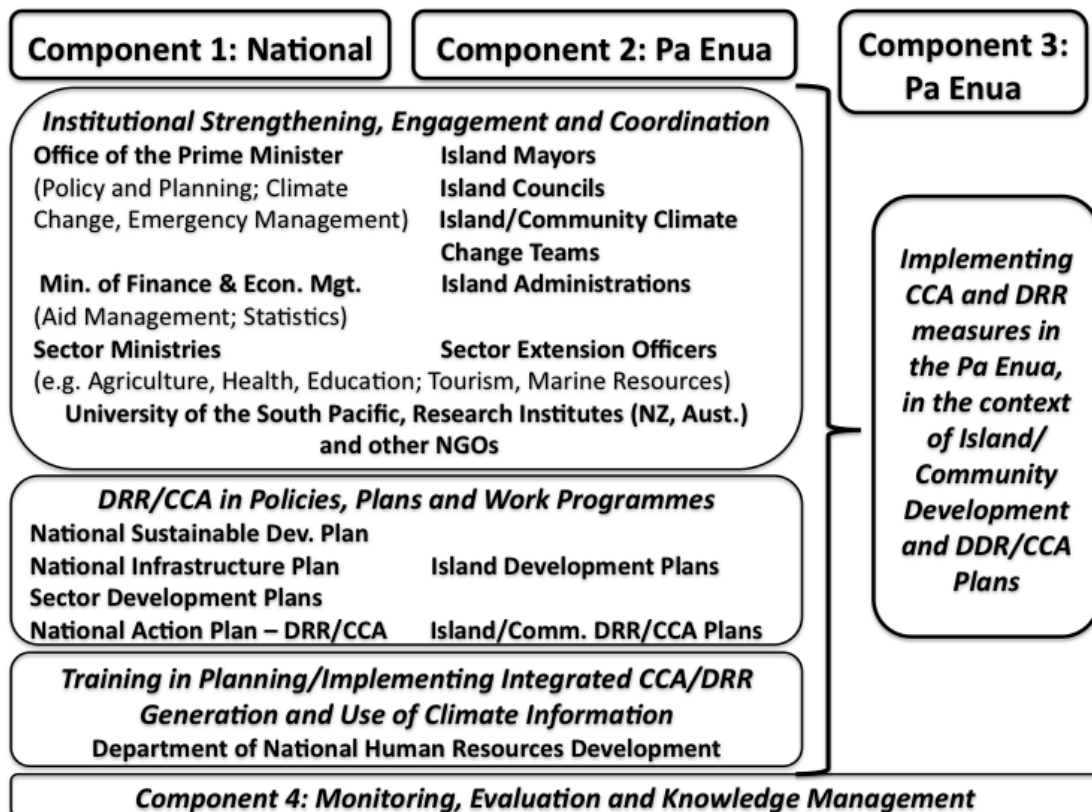 Component 1: National
Component 2: Pa Enua
Component 3:
Pa Enua
Institutional Strengthening, Engagement and Coordination
Office of the Prime Minister
(Policy and Planning; Climate
Change, Emergency Management)
Island Mayors
Island Councils
Island/Community Climate
Change Teams
Min. of Finance & Econ. Mgt.
(Aid Management; Statistics)
Island Administrations
Sector Ministries
Sector Extension Officers
(e.g. Agriculture, Health, Education; Tourism, Marine Resources)
University of the South Pacific, Research Institutes (NZ, Aust.)
and other NGOs
DRR/CCA in Policies, Plans and Work Programmes
National Sustainable Dev. Plan
National Infrastructure Plan
Island Development Plans
Sector Development Plans
National Action Plan – DRR/CCA
Island/Comm. DRR/CCA Plans
Training in Planning/Implementing Integrated CCA/DRR
Generation and Use of Climate Information
Department of National Human Resources Development
Implementing
CCA and DRR
measures in
the Pa Enua,
in the context
of Island/
Community
Development
and DDR/CCA
Plans
Component 4: Monitoring, Evaluation and Knowledge Management